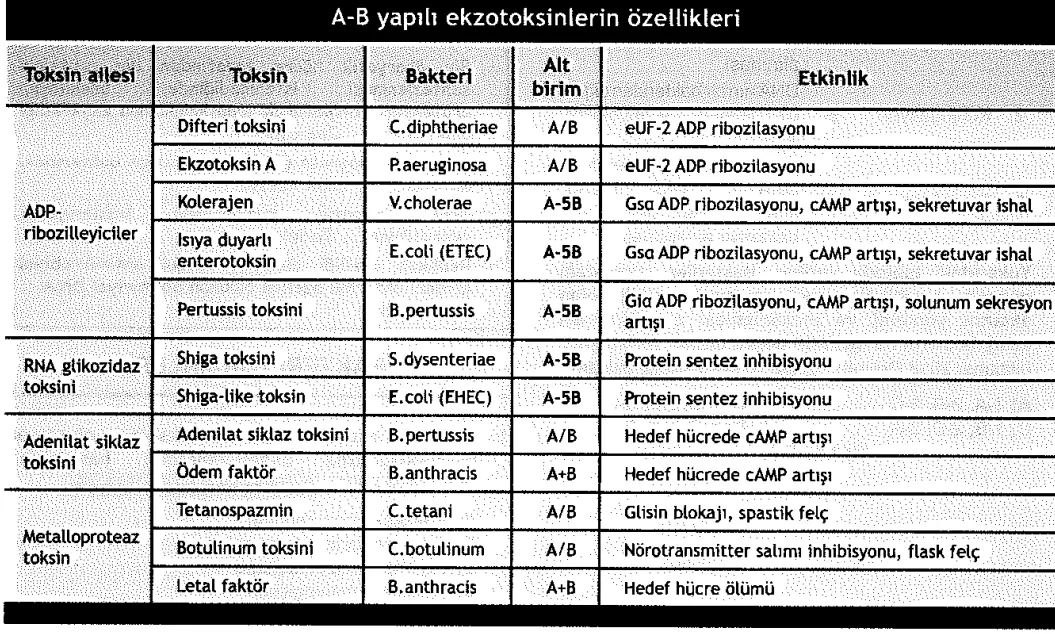 A-B yapılı ekzotoksinlerin özellikleri
Toksin ailesi Toksin Bakteri Alt birim Etkinlik
ADP-ribozilleyiciler
Difteri toksini C.diphtheriae A/B eUF-2 ADP ribozilasyonu
Ekzotoksin A P.aeruginosa A/B eUF-2 ADP ribozilasyonu
Kolerajen V.cholerae A-5B Gsα ADP ribozilasyonu, cAMP artışı, sekretuvar ishal
Isıya duyarlı enterotoksin E.coli (ETEC) A-5B Gsα ADP ribozilasyonu, cAMP artışı, sekretuvar ishal
Pertussis toksini B.pertussis A-5B Giα ADP ribozilasyonu, cAMP artışı, solunum sekresyon artışı
RNA glikozidaz toksini
Shiga toksini S.dysenteriae A-5B Protein sentez inhibisyonu
Shiga-like toksin E.coli (EHEC) A-5B Protein sentez inhibisyonu
Adenilat siklaz toksini
Adenilat siklaz toksini B.pertussis A/B Hedef hücrede cAMP artışı
Ödem faktör B.anthracis A+B Hedef hücrede cAMP artışı
Metalloproteaz toksin
Tetanospazmin C.tetani A/B Glisin blokajı, spastik felç
Botulinum toksini C.botulinum A/B Nörotransmitter salımı inhibisyonu, flask felç
Letal faktör B.anthracis A+B Hedef hücre ölümü